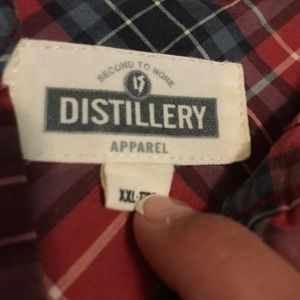 SECOND TO NONE
DISTILLERY
APPAREL
XXL